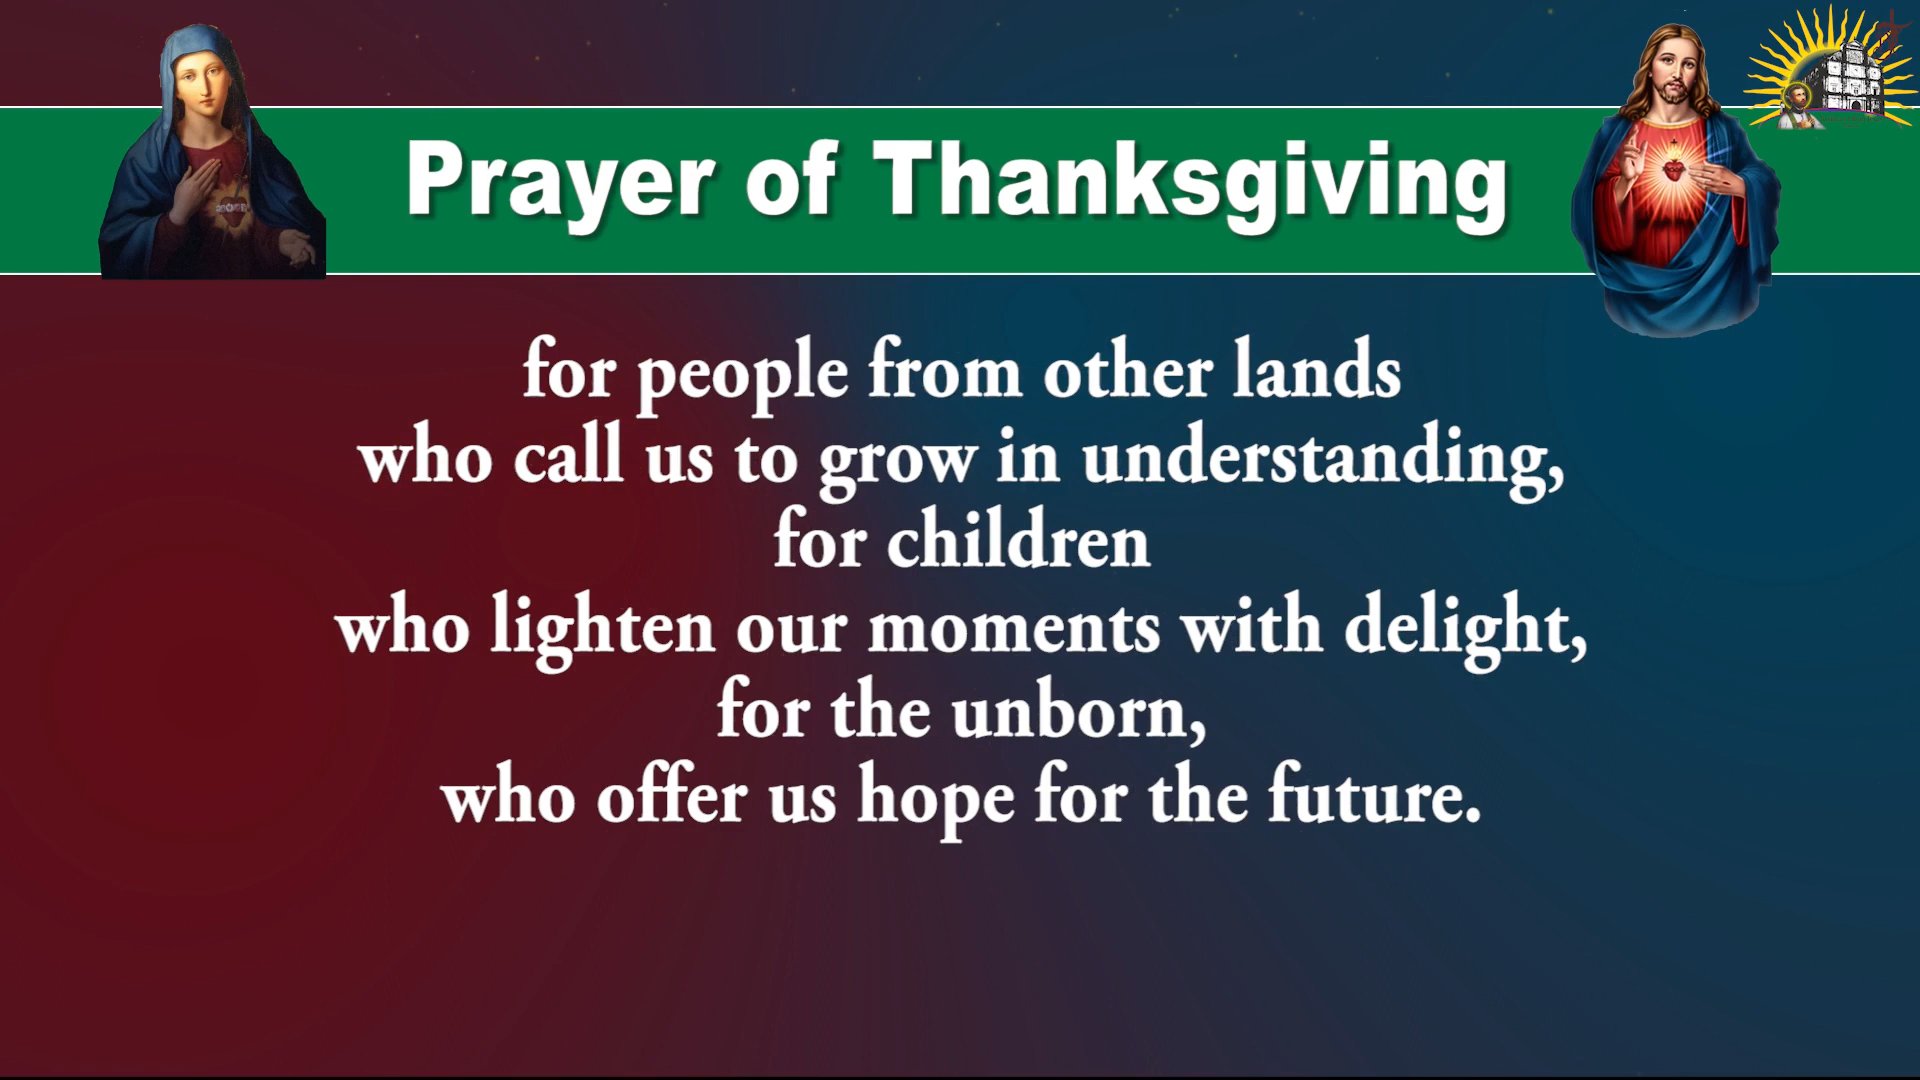 Prayer of Thanksgiving
for people from other lands
who call us to grow in understanding,
for children
who lighten our moments with delight,
for the unborn,
who offer us hope for the future.